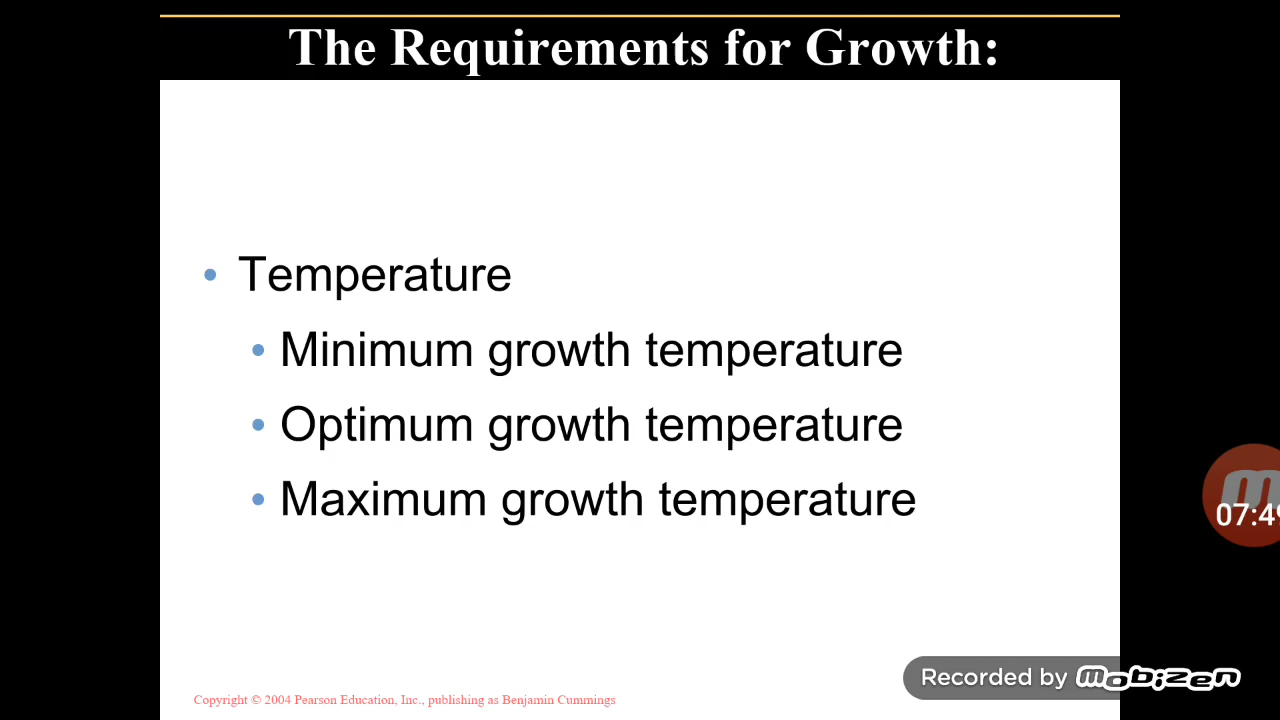 The Requirements for Growth:
• Temperature
• Minimum growth temperature
• Optimum growth temperature
• Maximum growth temperature
07:4
Copyright © 2004 Pearson Education, Inc., publishing as Benjamin Cummings
Recorded by mobizen